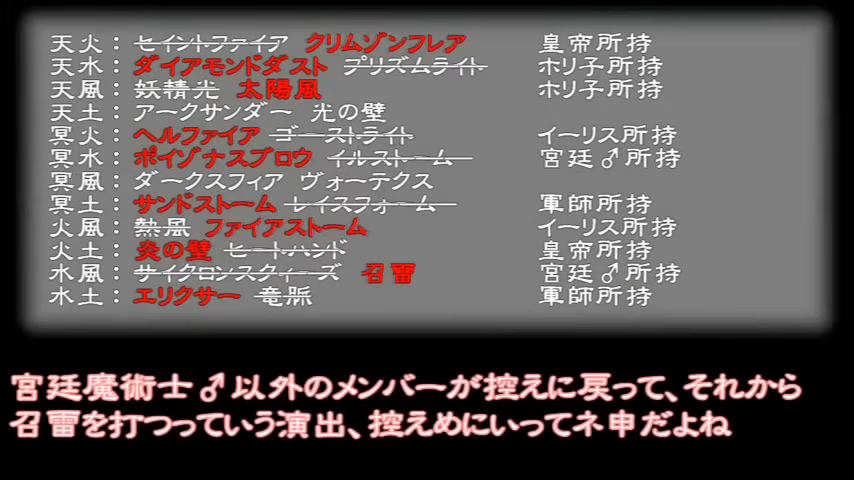 天火：セイントファイア クリムゾンフレア 皇帝所持
天水：ダイアモンドダスト プリズムライト ホリ子所持
天風：妖精光 太陽風 ホリ子所持
天土：アークサンダー 光の壁
冥火：ヘルファイア ゴーストライト イーリス所持
冥水：ポイゾナスブロウ イルストーム 宮廷♂所持
冥風：ダークスフィア ヴォーテクス
冥土：サンドストーム レイスフォーム 軍師所持
火風：熱風 ファイアストーム イーリス所持
火土：炎の壁 ヒートハンド 皇帝所持
水風：サイクロンスクィーズ 召雷 宮廷♂所持
水土：エリクサー 竜脈 軍師所持
宮廷魔術士♂以外のメンバーが控えに戻って、それから
召雷を打つっていう演出、控えめにいってネ申だよね